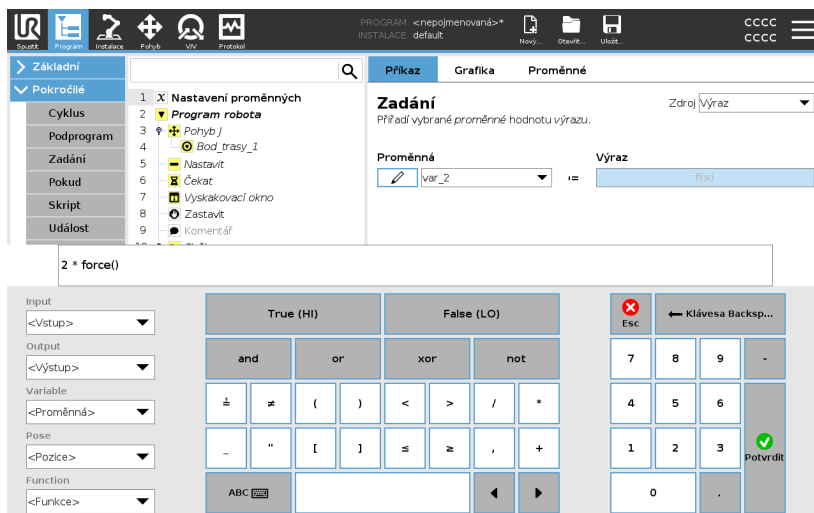 PROGRAM <nepojmenovaná>*
INSTALACE default
Spustit
Program
Instalace
Pohyb
V/V
Protokol
Nový...
Otevřít...
Uložit...
CCCC
CCCC
Základní
Pokročilé
Cyklus
Podprogram
Zadání
Pokud
Skript
Událost
1 X Nastavení proměnných
2 Program robota
3 Pohyb J
4 Bod_trasy_1
5 Nastavit
6 Čekat
7 Vyskakovací okno
8 Zastavit
9 Komentář
Příkaz Grafika Proměnné
Zadání
Zdroj Výraz
Přiřadí vybrané proměnné hodnotu výrazu.
Proměnná
Výraz
var_2
:=
f(x)
2 * force()
Input
<Vstup>
Output
<Výstup>
Variable
<Proměnná>
Pose
<Pozice>
Function
<Funkce>
True (HI) False (LO)
and or xor not
≟ ≠ ( ) < > / *
_ " [ ] ≤ ≥ , +
ABC
Esc
Klávesa Backsp...
7 8 9 -
4 5 6
1 2 3
Potvrdit
0 .